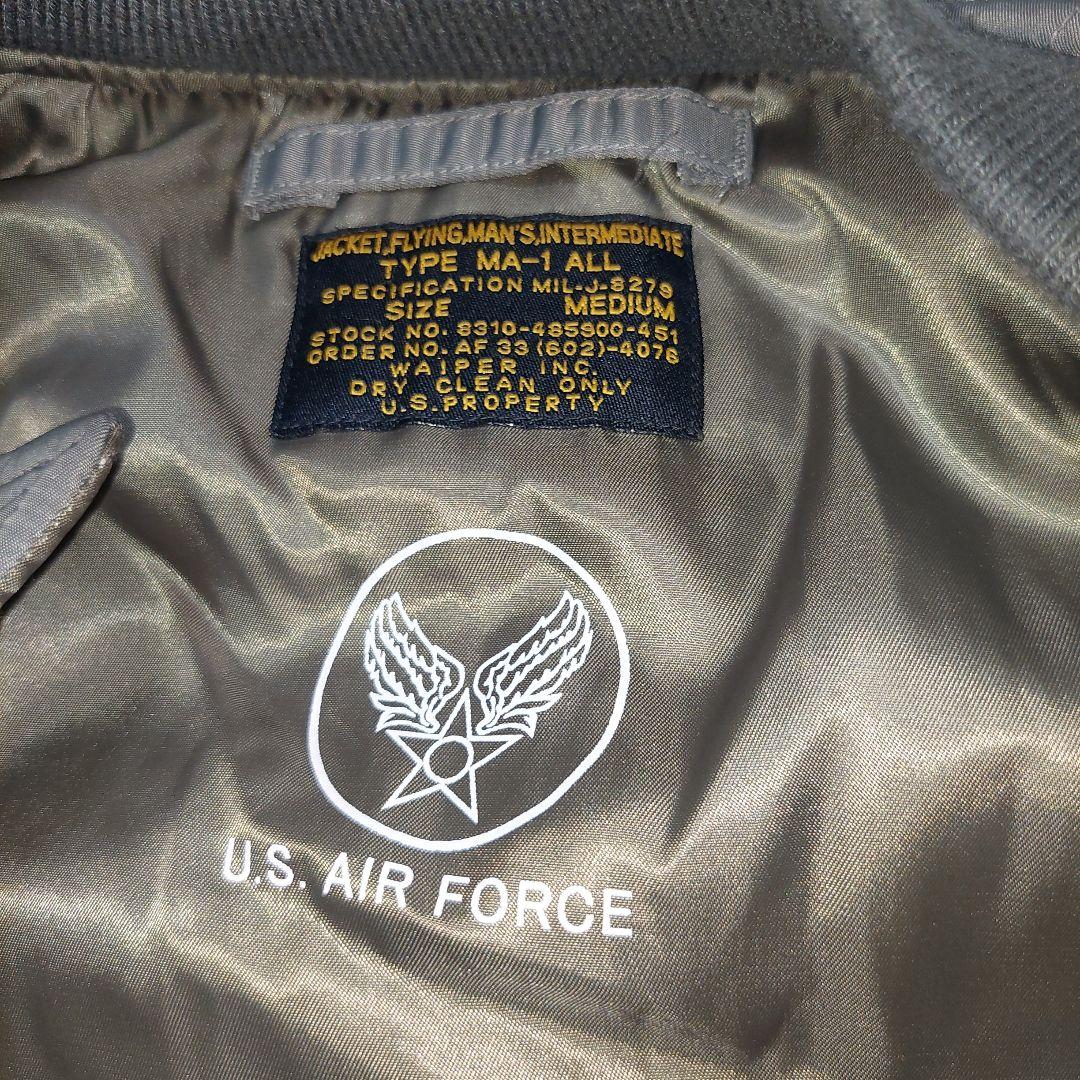 JACKET,FLYING,MAN'S,INTERMEDIATE
TYPE MA-1 ALL
SPECIFICATION MIL-J-8279
SIZE MEDIUM
STOCK NO. 8310-485900-451
ORDER NO. AF 33 (602)-4076
WAIPER INC.
DRY CLEAN ONLY
U.S.PROPERTY
U.S. AIR FORCE